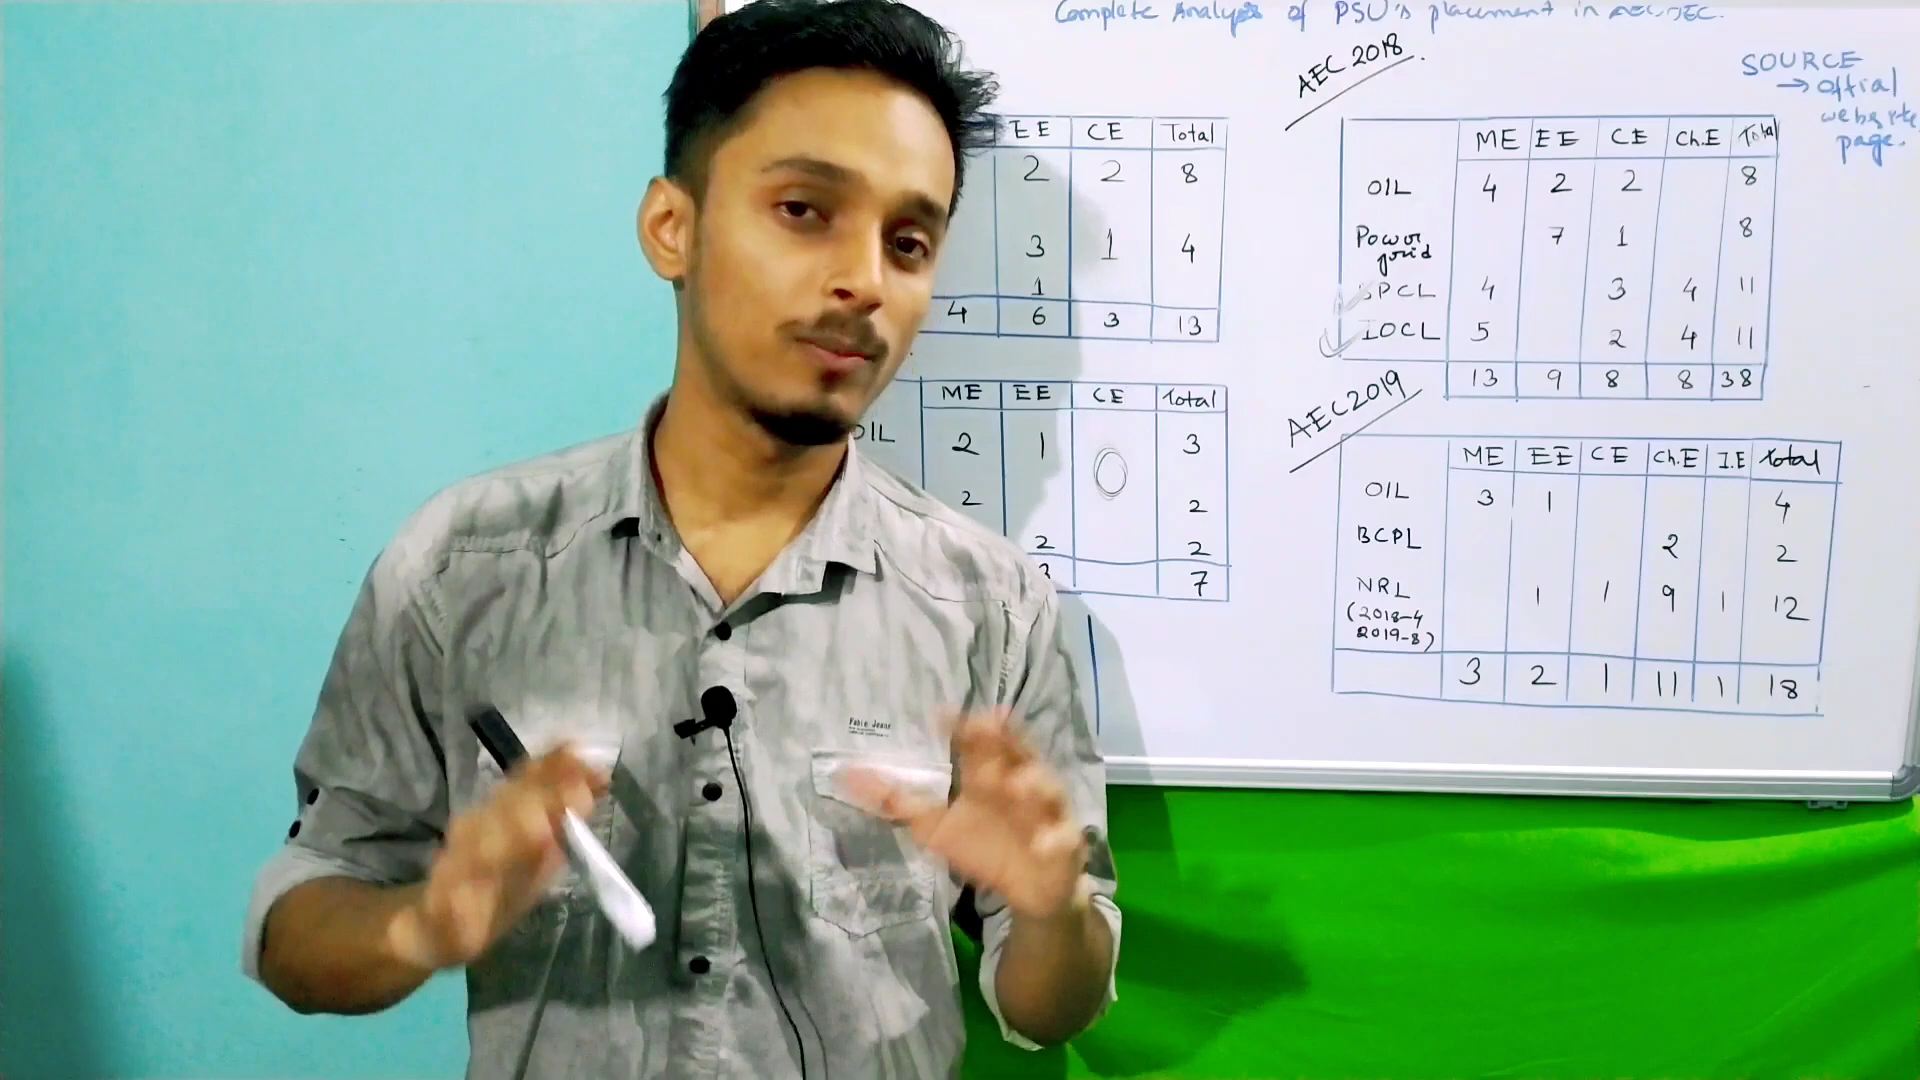 Complete Analysis of PSU's placement in AEC/JEC.
SOURCE
→ Offial
website
page.
EE CE Total
2 2 8
3 1 4
1
4 6 3 13
ME EE CE Total
OIL 2 1 0 3
2 2
2 2
3 7
AEC 2018.
ME EE CE Ch.E Total
OIL 4 2 2 8
Power
grid 7 1 8
BPCL 4 3 4 11
IOCL 5 2 4 11
13 9 8 8 38
AEC 2019
ME EE CE Ch.E I.E Total
OIL 3 1 4
BCPL 2 2
NRL 1 1 9 1 12
(2018-4
2019-8)
3 2 1 11 1 18
Fabie Jeans